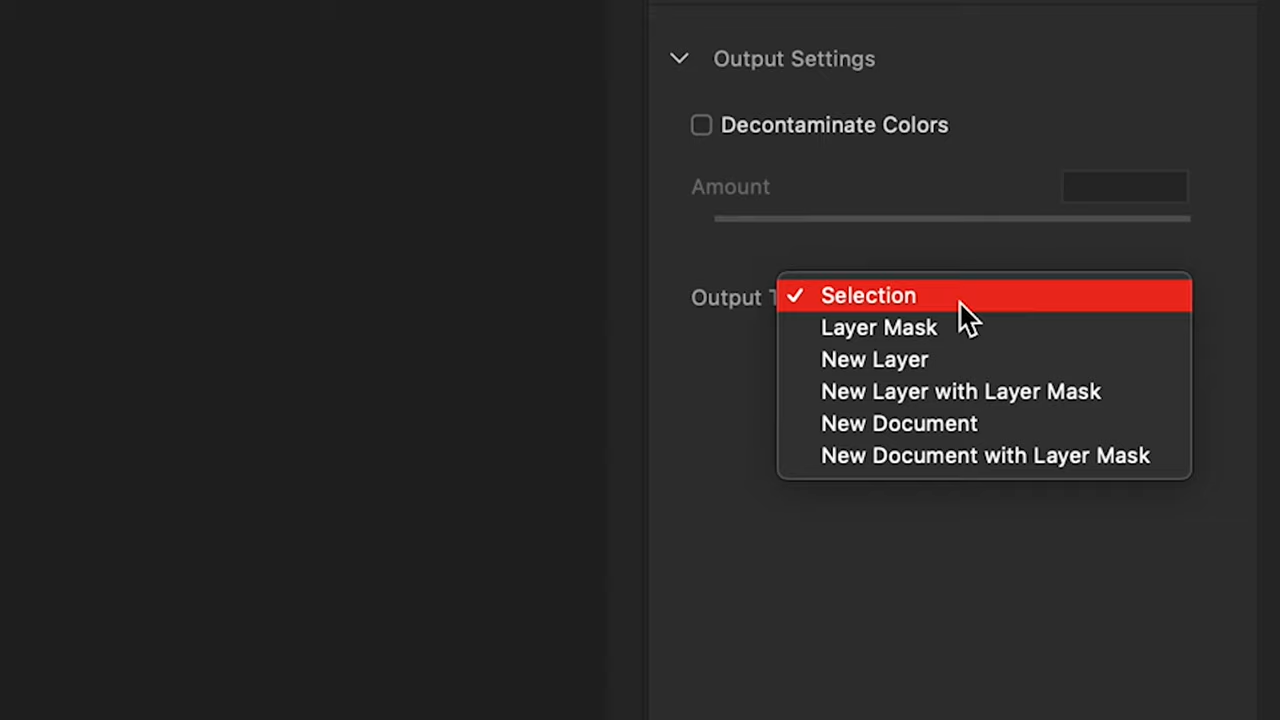 Output Settings
Decontaminate Colors
Amount
Output T
Selection
Layer Mask
New Layer
New Layer with Layer Mask
New Document
New Document with Layer Mask